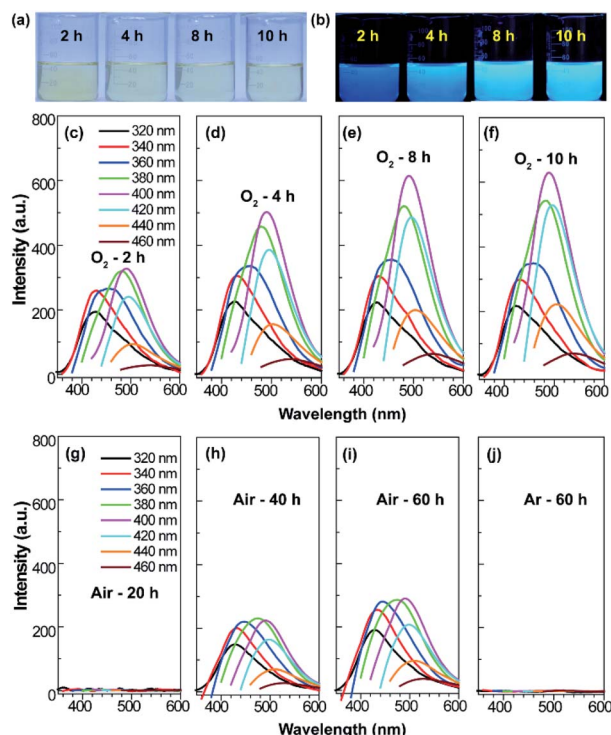 (a) 2 h 4 h 8 h 10 h
(b) 2 h 4 h 8 h 10 h
800 600 400 200 0
Intensity (a.u.)
(c)
320 nm
340 nm
360 nm
380 nm
400 nm
420 nm
440 nm
460 nm
O2 - 2 h
(d)
O2 - 4 h
(e)
O2 - 8 h
(f)
O2 - 10 h
400 500 600 400 500 600 400 500 600 400 500 600
Wavelength (nm)
800 600 400 200 0
Intensity (a.u.)
(g)
320 nm
340 nm
360 nm
380 nm
400 nm
420 nm
440 nm
460 nm
Air - 20 h
(h)
Air - 40 h
(i)
Air - 60 h
(j)
Ar - 60 h
400 500 600 400 500 600 400 500 600 400 500 600
Wavelength (nm)